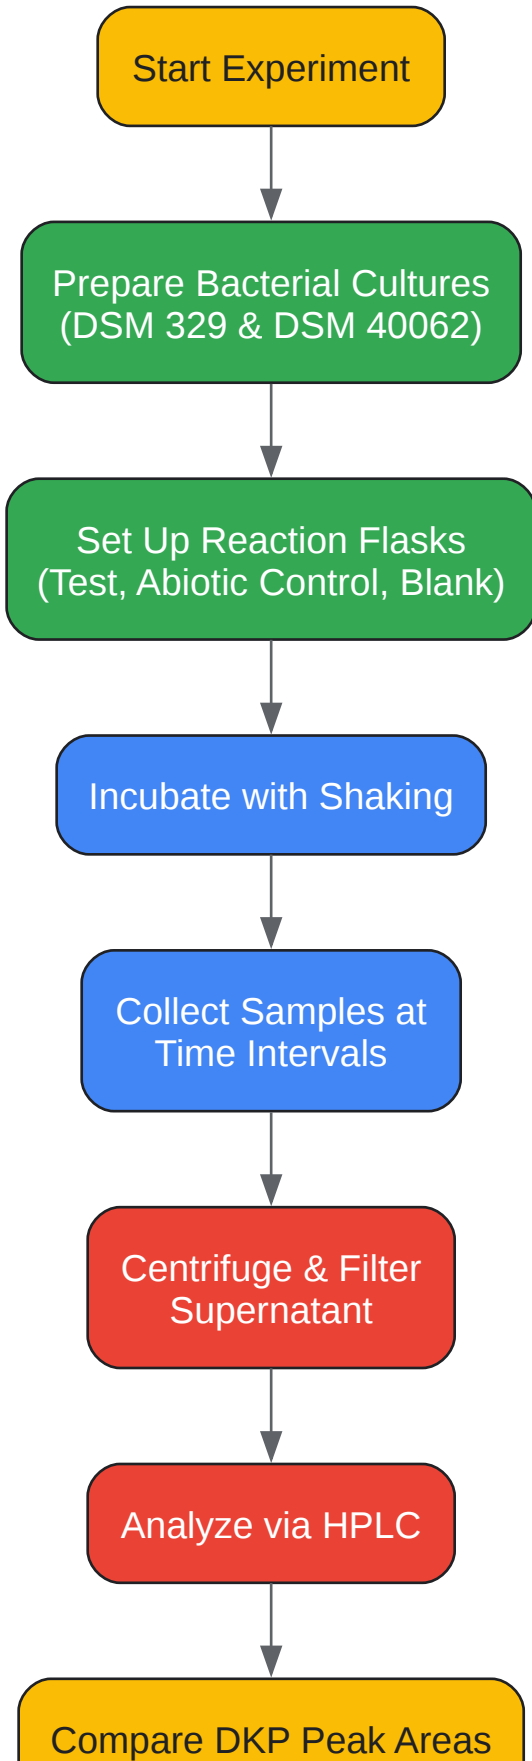 Start Experiment
Prepare Bacterial Cultures
(DSM 329 & DSM 40062)
Set Up Reaction Flasks
(Test, Abiotic Control, Blank)
Incubate with Shaking
Collect Samples at
Time Intervals
Centrifuge & Filter
Supernatant
Analyze via HPLC
Compare DKP Peak Areas